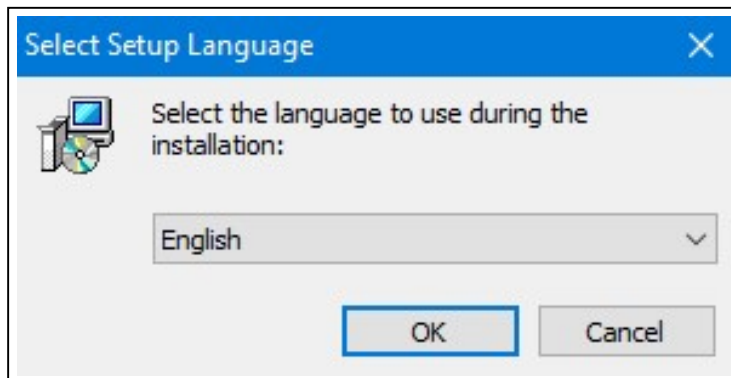 Select Setup Language
Select the language to use during the
installation:
English
OK
Cancel